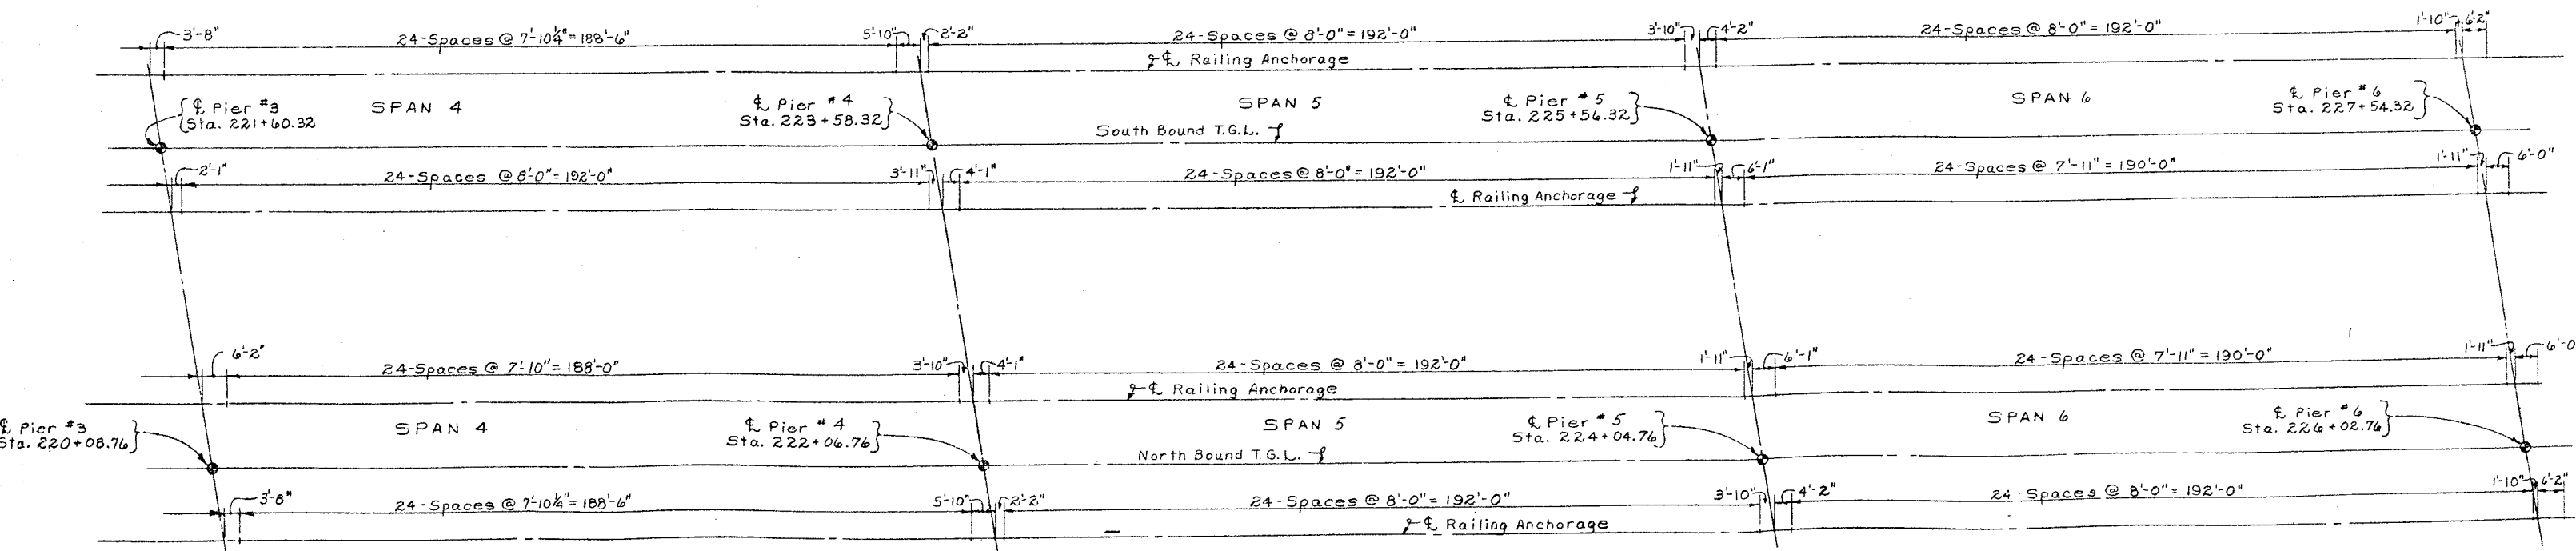 3'-8" 24-Spaces @ 7'-10¼" = 188'-6" 5'-10" 2'-2" 24-Spaces @ 8'-0" = 192'-0" 3'-10" 4'-2" 24-Spaces @ 8'-0" = 192'-0" 1'-10" 6'-2"
℄ Railing Anchorage
℄ Pier #3
Sta. 221+60.32
SPAN 4
℄ Pier #4
Sta. 223+58.32
SPAN 5
℄ Pier #5
Sta. 225+56.32
SPAN 6
℄ Pier #6
Sta. 227+54.32
South Bound T.G.L.
2'-1" 24-Spaces @ 8'-0" = 192'-0" 3'-11" 4'-1" 24-Spaces @ 8'-0" = 192'-0" 1'-11" 6'-1" 24-Spaces @ 7'-11" = 190'-0" 1'-11" 6'-0"
℄ Railing Anchorage
6'-2" 24-Spaces @ 7'-10" = 188'-0" 3'-10" 4'-1" 24-Spaces @ 8'-0" = 192'-0" 1'-11" 6'-1" 24-Spaces @ 7'-11" = 190'-0" 1'-11" 6'-0
℄ Railing Anchorage
℄ Pier #3
Sta. 220+08.76
SPAN 4
℄ Pier #4
Sta. 222+06.76
SPAN 5
℄ Pier #5
Sta. 224+04.76
SPAN 6
℄ Pier #6
Sta. 226+02.76
North Bound T.G.L.
3'-8" 24-Spaces @ 7'-10¼" = 188'-6" 5'-10" 2'-2" 24-Spaces @ 8'-0" = 192'-0" 3'-10" 4'-2" 24-Spaces @ 8'-0" = 192'-0" 1'-10" 6'-2
℄ Railing Anchorage